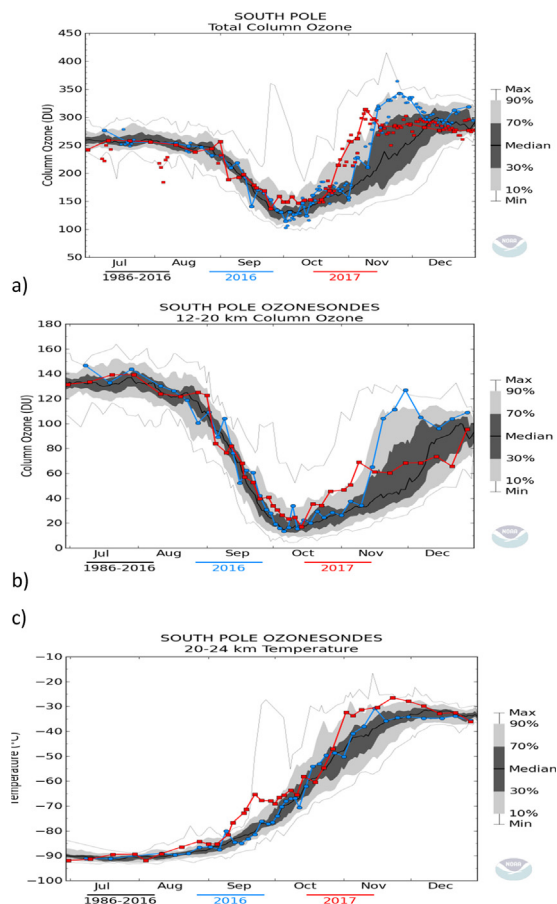 SOUTH POLE
Total Column Ozone
450
400
350
300
250
200
150
100
50
Column Ozone (DU)
Jul Aug Sep Oct Nov Dec
1986-2016 2016 2017
Max
90%
70%
Median
30%
10%
Min
NOAA
a)
SOUTH POLE OZONESONDES
12-20 km Column Ozone
180
160
140
120
100
80
60
40
20
0
Column Ozone (DU)
Jul Aug Sep Oct Nov Dec
1986-2016 2016 2017
Max
90%
70%
Median
30%
10%
Min
NOAA
b)
c)
SOUTH POLE OZONESONDES
20-24 km Temperature
−10
−20
−30
−40
−50
−60
−70
−80
−90
−100
Temperature (°C)
Jul Aug Sep Oct Nov Dec
1986-2016 2016 2017
Max
90%
70%
Median
30%
10%
Min
NOAA